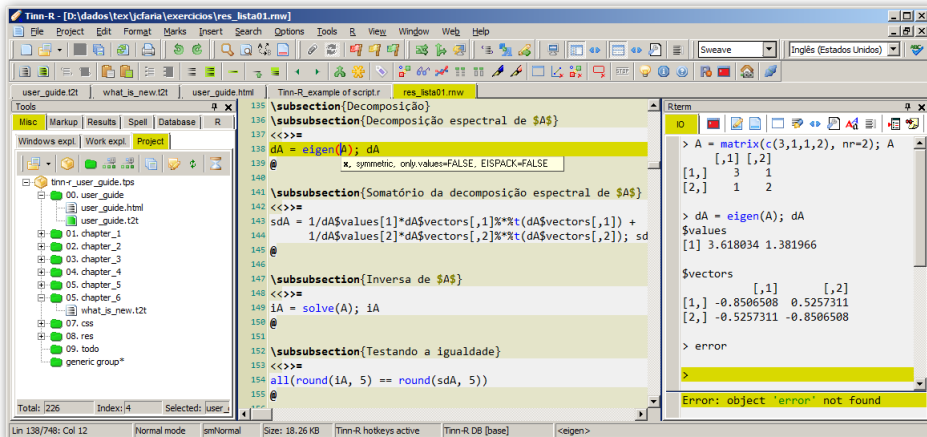 Tinn-R - [D:\dados\tex\jcfaria\exercicios\res_lista01.rnw]
File Project Edit Format Marks Insert Search Options Tools R View Window Web Help
Sweave Inglês (Estados Unidos)
STOP
user_guide.t2t what_is_new.t2t user_guide.html Tinn-R_example of script.r res_lista01.rnw
Tools
Misc Markup Results Spell Database R
Windows expl. Work expl. Project
tinn-r_user_guide.tps
00. user_guide
user_guide.html
user_guide.t2t
01. chapter_1
02. chapter_2
03. chapter_3
04. chapter_4
05. chapter_5
05. chapter_6
what_is_new.t2t
07. css
08. res
09. todo
generic group*
Total: 226 Index: 4 Selected: user_
135 \subsection{Decomposição}
136 \subsubsection{Decomposição espectral de $A$}
137 <<>>=
138 dA = eigen(A); dA
139 @
x, symmetric, only.values=FALSE, EISPACK=FALSE
140
141 \subsubsection{Somatório da decomposição espectral de $A$}
142 <<>>=
143 sdA = 1/dA$values[1]*dA$vectors[,1]%*%t(dA$vectors[,1]) +
144 1/dA$values[2]*dA$vectors[,2]%*%t(dA$vectors[,2]); sd
145 @
146
147 \subsubsection{Inversa de $A$}
148 <<>>=
149 iA = solve(A); iA
150 @
151
152 \subsubsection{Testando a igualdade}
153 <<>>=
154 all(round(iA, 5) == round(sdA, 5))
155 @
Rterm
IO
> A = matrix(c(3,1,1,2), nr=2); A
[,1] [,2]
[1,] 3 1
[2,] 1 2
> dA = eigen(A); dA
$values
[1] 3.618034 1.381966
$vectors
[,1] [,2]
[1,] -0.8506508 0.5257311
[2,] -0.5257311 -0.8506508
> error
>
Error: object 'error' not found
Lin 138/748: Col 12 Normal mode smNormal Size: 18.26 KB Tinn-R hotkeys active Tinn-R DB [base] <eigen>